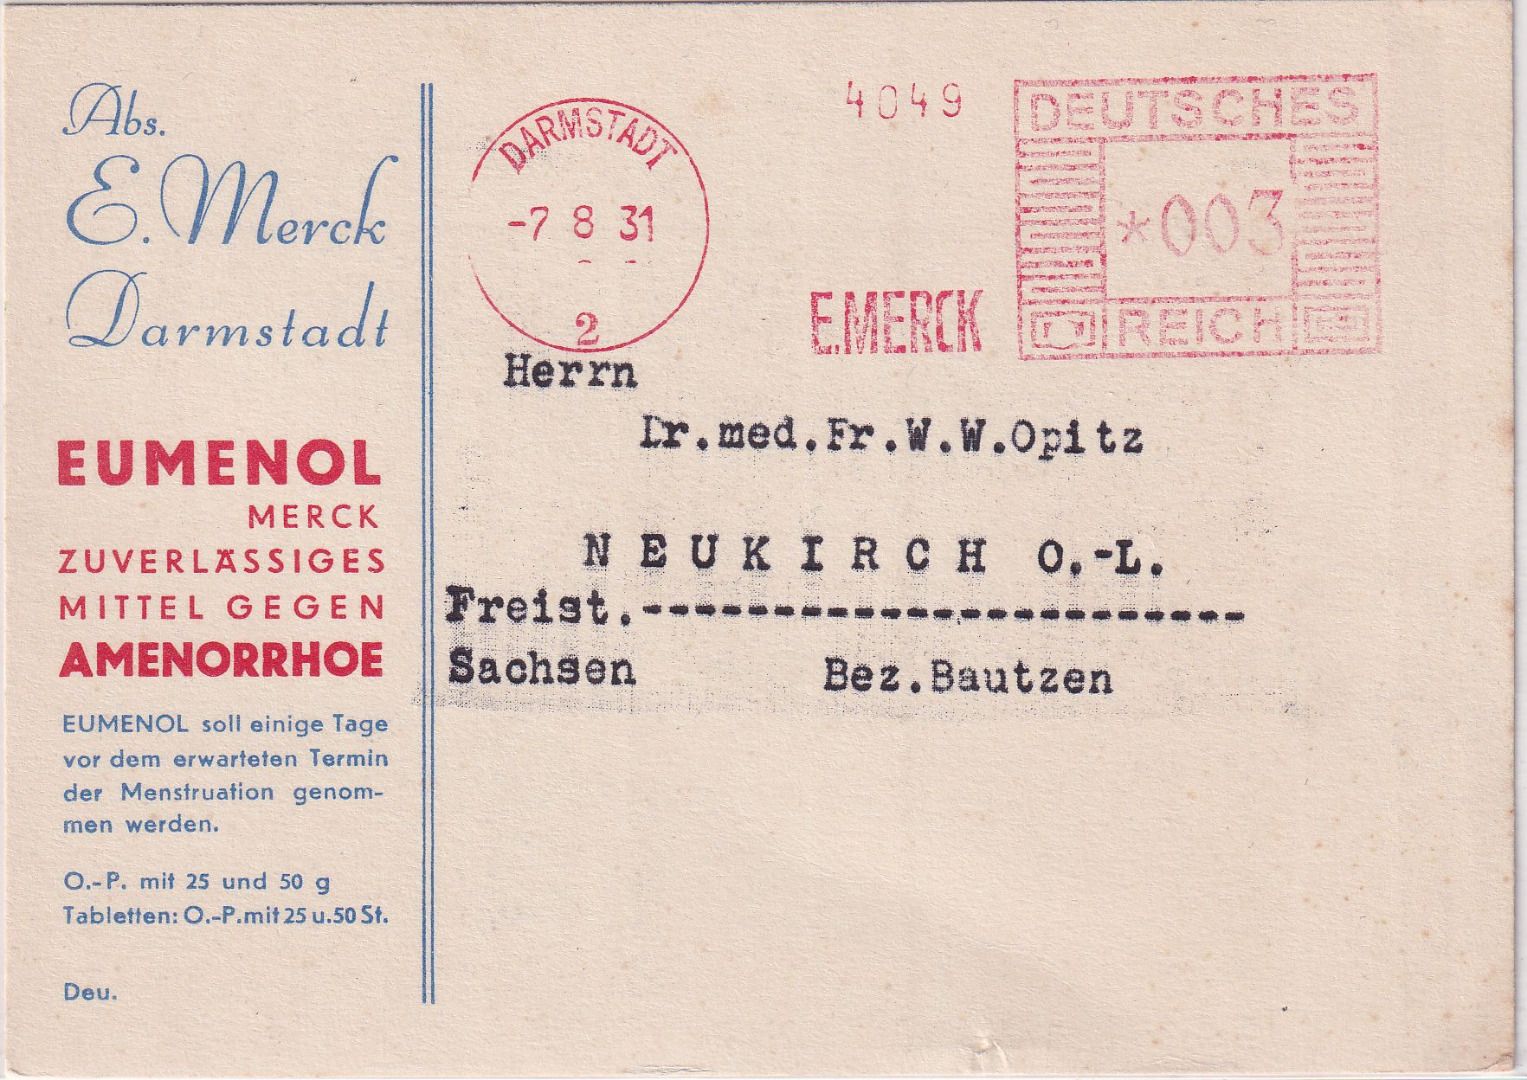 Abs.
E. Merck
Darmstadt
EUMENOL
MERCK
ZUVERLÄSSIGES
MITTEL GEGEN
AMENORRHOE
EUMENOL soll einige Tage
vor dem erwarteten Termin
der Menstruation genom-
men werden.
O.-P. mit 25 und 50 g
Tabletten: O.-P. mit 25 u. 50 St.
Deu.
DARMSTADT
-7 8 31
2
4049
E.MERCK
DEUTSCHES
*003
REICH
Herrn
Dr.med.Fr.W.W.Opitz
NEUKIRCH O.-L.
Freist.------------------------
Sachsen Bez.Bautzen